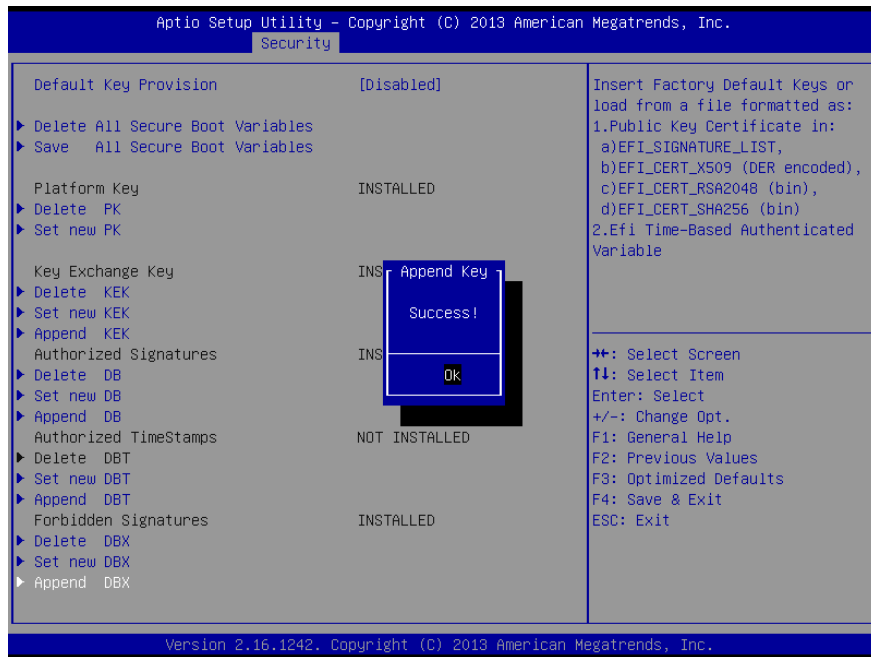 Aptio Setup Utility – Copyright (C) 2013 American Megatrends, Inc.
Security
Default Key Provision [Disabled]
Delete All Secure Boot Variables
Save All Secure Boot Variables
Platform Key INSTALLED
Delete PK
Set new PK
Key Exchange Key INS
Delete KEK
Set new KEK
Append KEK
Authorized Signatures INS
Delete DB
Set new DB
Append DB
Authorized TimeStamps NOT INSTALLED
Delete DBT
Set new DBT
Append DBT
Forbidden Signatures INSTALLED
Delete DBX
Set new DBX
Append DBX
Append Key
Success!
Ok
Insert Factory Default Keys or
load from a file formatted as:
1.Public Key Certificate in:
a)EFI_SIGNATURE_LIST,
b)EFI_CERT_X509 (DER encoded),
c)EFI_CERT_RSA2048 (bin),
d)EFI_CERT_SHA256 (bin)
2.Efi Time-Based Authenticated
Variable
→←: Select Screen
↑↓: Select Item
Enter: Select
+/-: Change Opt.
F1: General Help
F2: Previous Values
F3: Optimized Defaults
F4: Save & Exit
ESC: Exit
Version 2.16.1242. Copyright (C) 2013 American Megatrends, Inc.